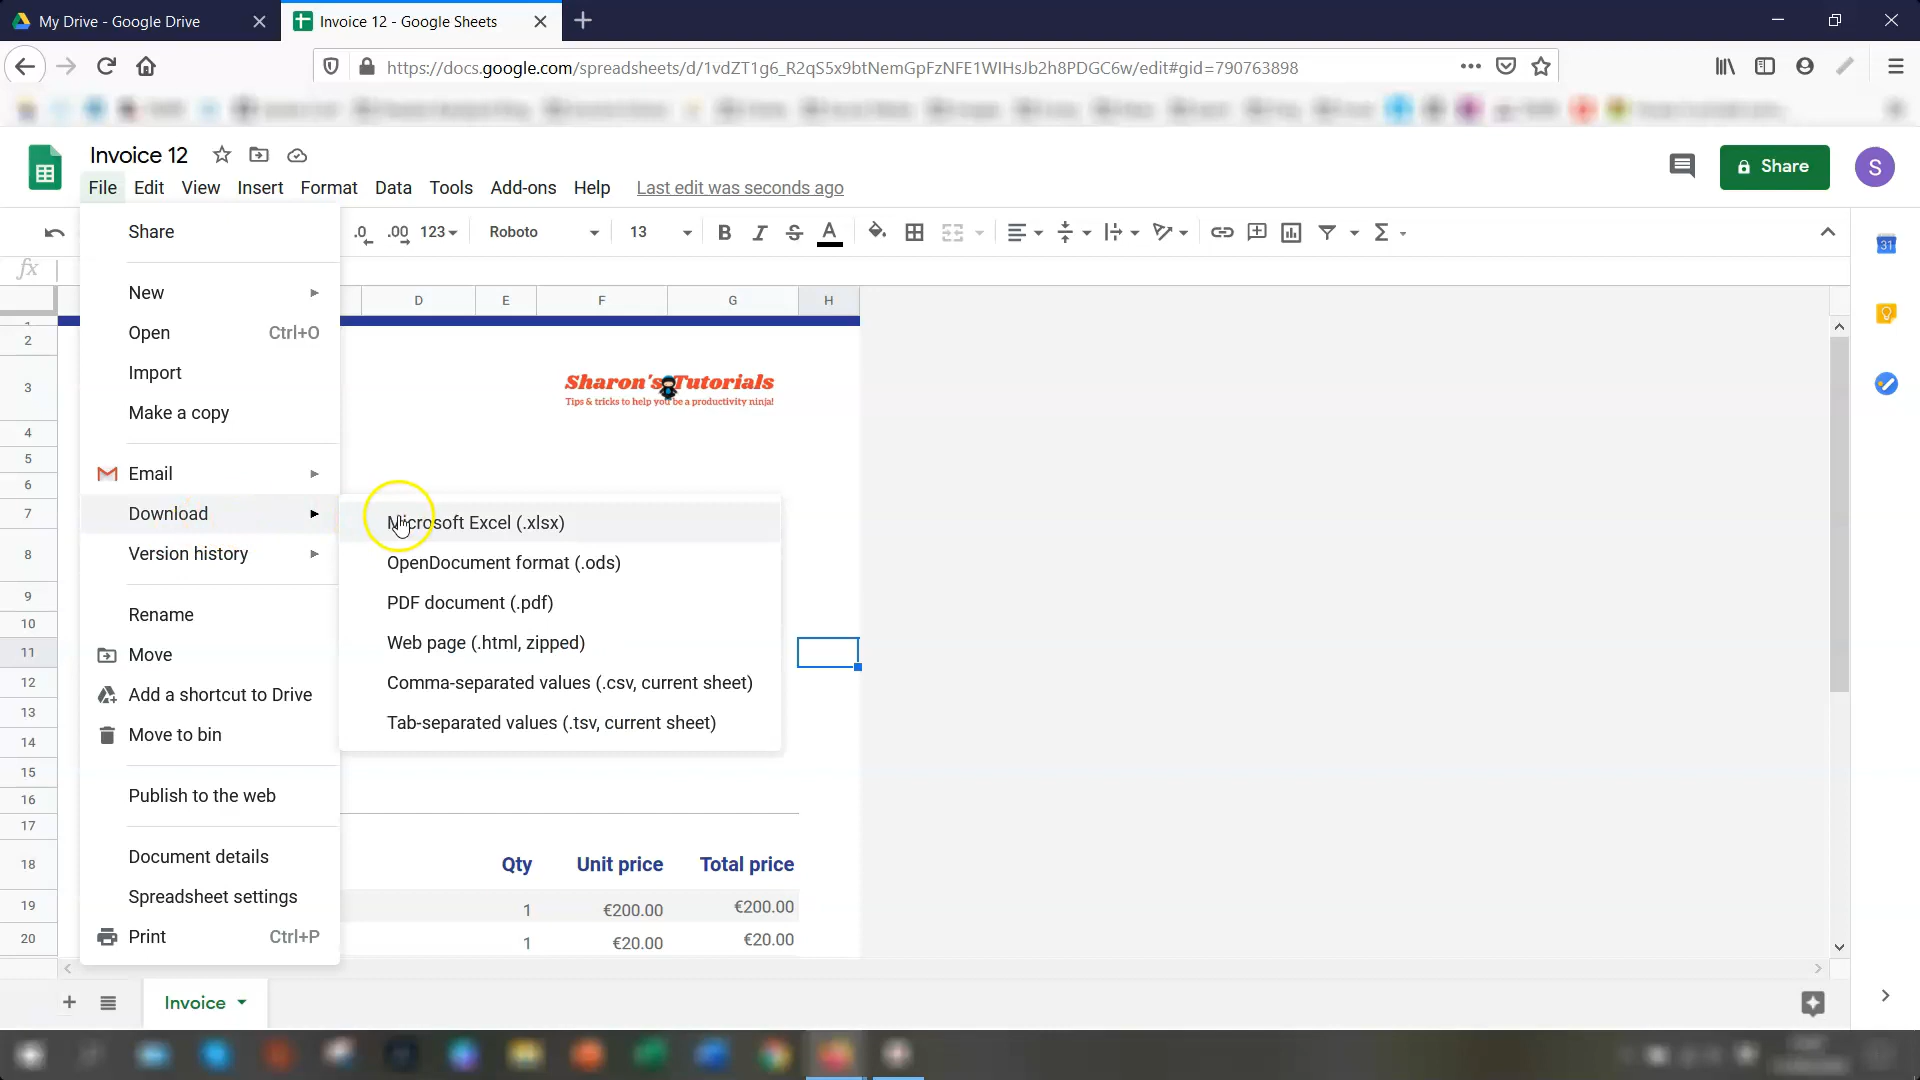 My Drive - Google Drive
Invoice 12 - Google Sheets
https://docs.google.com/spreadsheets/d/1vdZT1g6_R2qS5x9btNemGpFzNFE1WIHsJb2h8PDGC6w/edit#gid=790763898
Invoice 12
Share
S
File Edit View Insert Format Data Tools Add-ons Help Last edit was seconds ago
.0 .00 123 Roboto 13 B I S A
fx
D E F G H
31
Share
New
Open Ctrl+O
Import
Make a copy
Email
Download
Version history
Rename
Move
Add a shortcut to Drive
Move to bin
Publish to the web
Document details
Spreadsheet settings
Print Ctrl+P
Microsoft Excel (.xlsx)
OpenDocument format (.ods)
PDF document (.pdf)
Web page (.html, zipped)
Comma-separated values (.csv, current sheet)
Tab-separated values (.tsv, current sheet)
Sharon's Tutorials
Tips & tricks to help you be a productivity ninja!
1
2
3
4
5
6
7
8
9
10
11
12
13
14
15
16
17
18 Qty Unit price Total price
19 1 €200.00 €200.00
20 1 €20.00 €20.00
Invoice